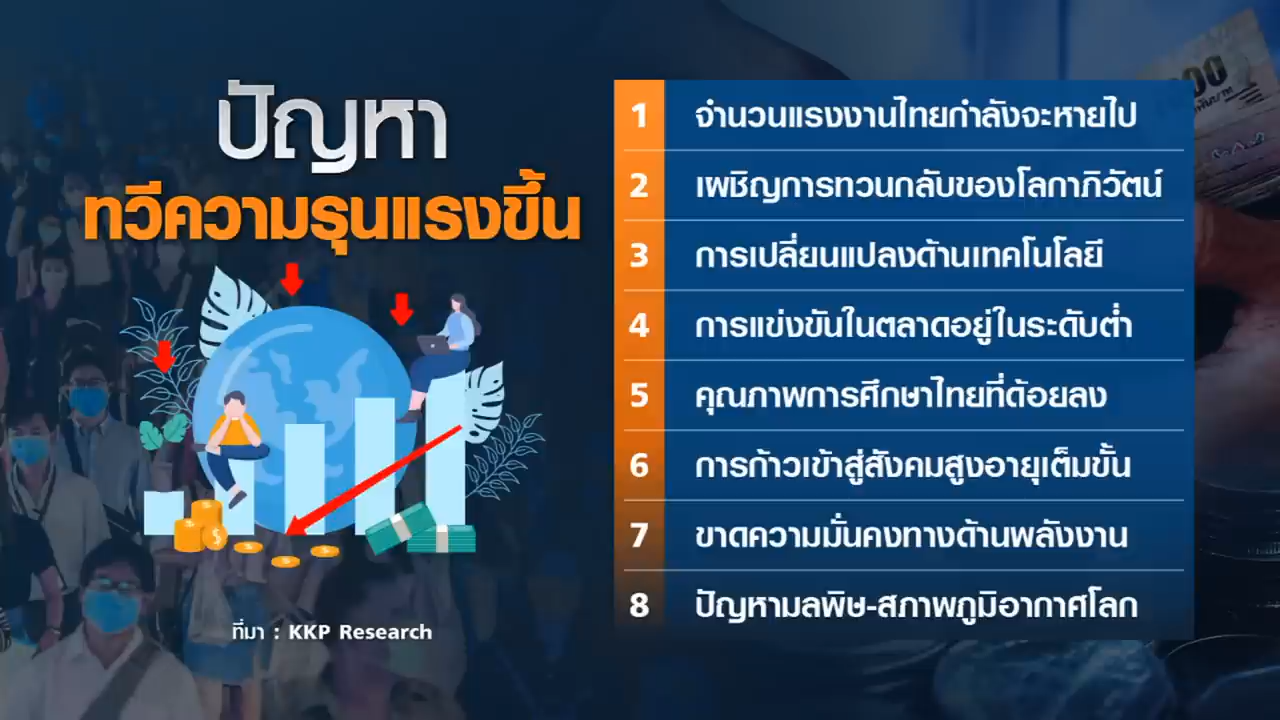 ปัญหา
ทวีความรุนแรงขึ้น
ที่มา : KKP Research
1 จำนวนแรงงานไทยกำลังจะหายไป
2 เผชิญการทวนกลับของโลกาภิวัตน์
3 การเปลี่ยนแปลงด้านเทคโนโลยี
4 การแข่งขันในตลาดอยู่ในระดับต่ำ
5 คุณภาพการศึกษาไทยที่ด้อยลง
6 การก้าวเข้าสู่สังคมสูงอายุเต็มขั้น
7 ขาดความมั่นคงทางด้านพลังงาน
8 ปัญหามลพิษ-สภาพภูมิอากาศโลก